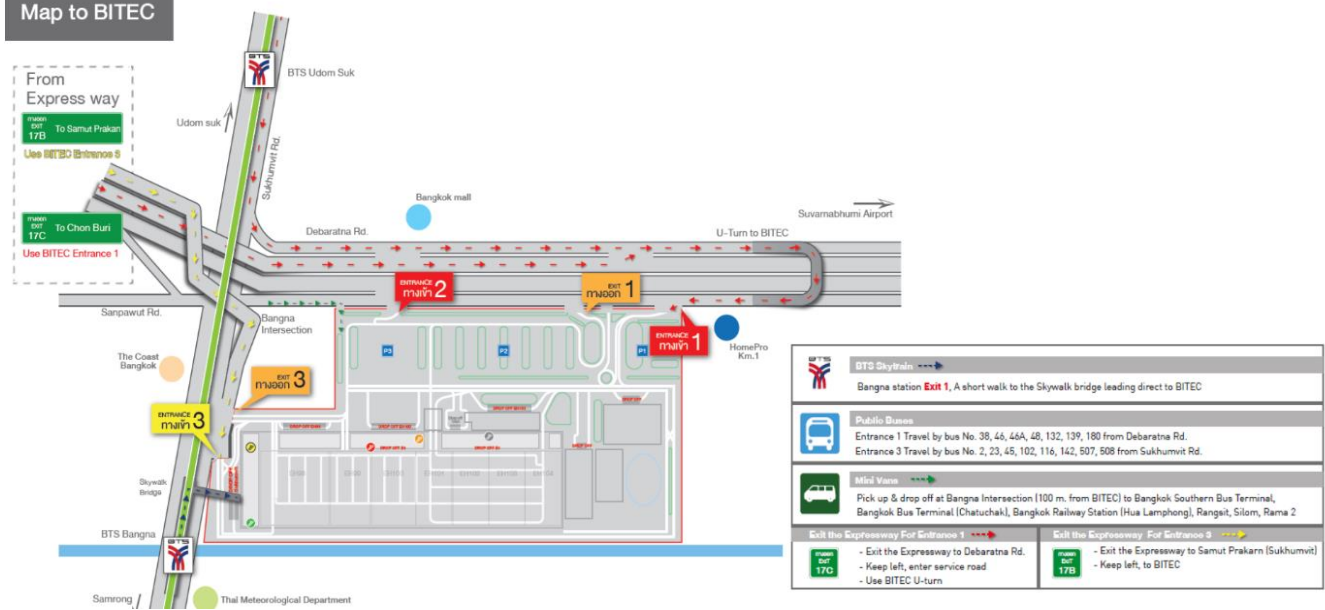 Map to BITEC
BTS
BTS Udom Suk
From
Express way
ทางออก
EXIT
17B
To Samut Prakan
Use BITEC Entrance 3
Udom suk
Sukhumvit Rd.
ทางออก
EXIT
17C
To Chon Buri
Use BITEC Entrance 1
Bangkok mall
Suvarnabhumi Airport
Debaratna Rd.
U-Turn to BITEC
ENTRANCE
ทางเข้า 2
EXIT
ทางออก 1
ENTRANCE
ทางเข้า 1
Sanpawut Rd.
Bangna
Intersection
P3
P2
P1
HomePro
Km.1
The Coast
Bangkok
EXIT
ทางออก 3
ENTRANCE
ทางเข้า 3
DROP OFF
DROP OFF
Skywalk
Bridge
BTS Bangna
BTS
Samrong
Thai Meteorological Department
BTS
BTS Skytrain
Bangna station Exit 1, A short walk to the Skywalk bridge leading direct to BITEC
Public Buses
Entrance 1 Travel by bus No. 38, 46, 46A, 48, 132, 139, 180 from Debaratna Rd.
Entrance 3 Travel by bus No. 2, 23, 45, 102, 116, 142, 507, 508 from Sukhumvit Rd.
Mini Vans
Pick up & drop off at Bangna Intersection (100 m. from BITEC) to Bangkok Southern Bus Terminal,
Bangkok Bus Terminal (Chatuchak), Bangkok Railway Station (Hua Lamphong), Rangsit, Silom, Rama 2
Exit the Expressway For Entrance 1
ทางออก
EXIT
17C
- Exit the Expressway to Debaratna Rd.
- Keep left, enter service road
- Use BITEC U-turn
Exit the Expressway For Entrance 3
ทางออก
EXIT
17B
- Exit the Expressway to Samut Prakarn (Sukhumvit)
- Keep left, to BITEC